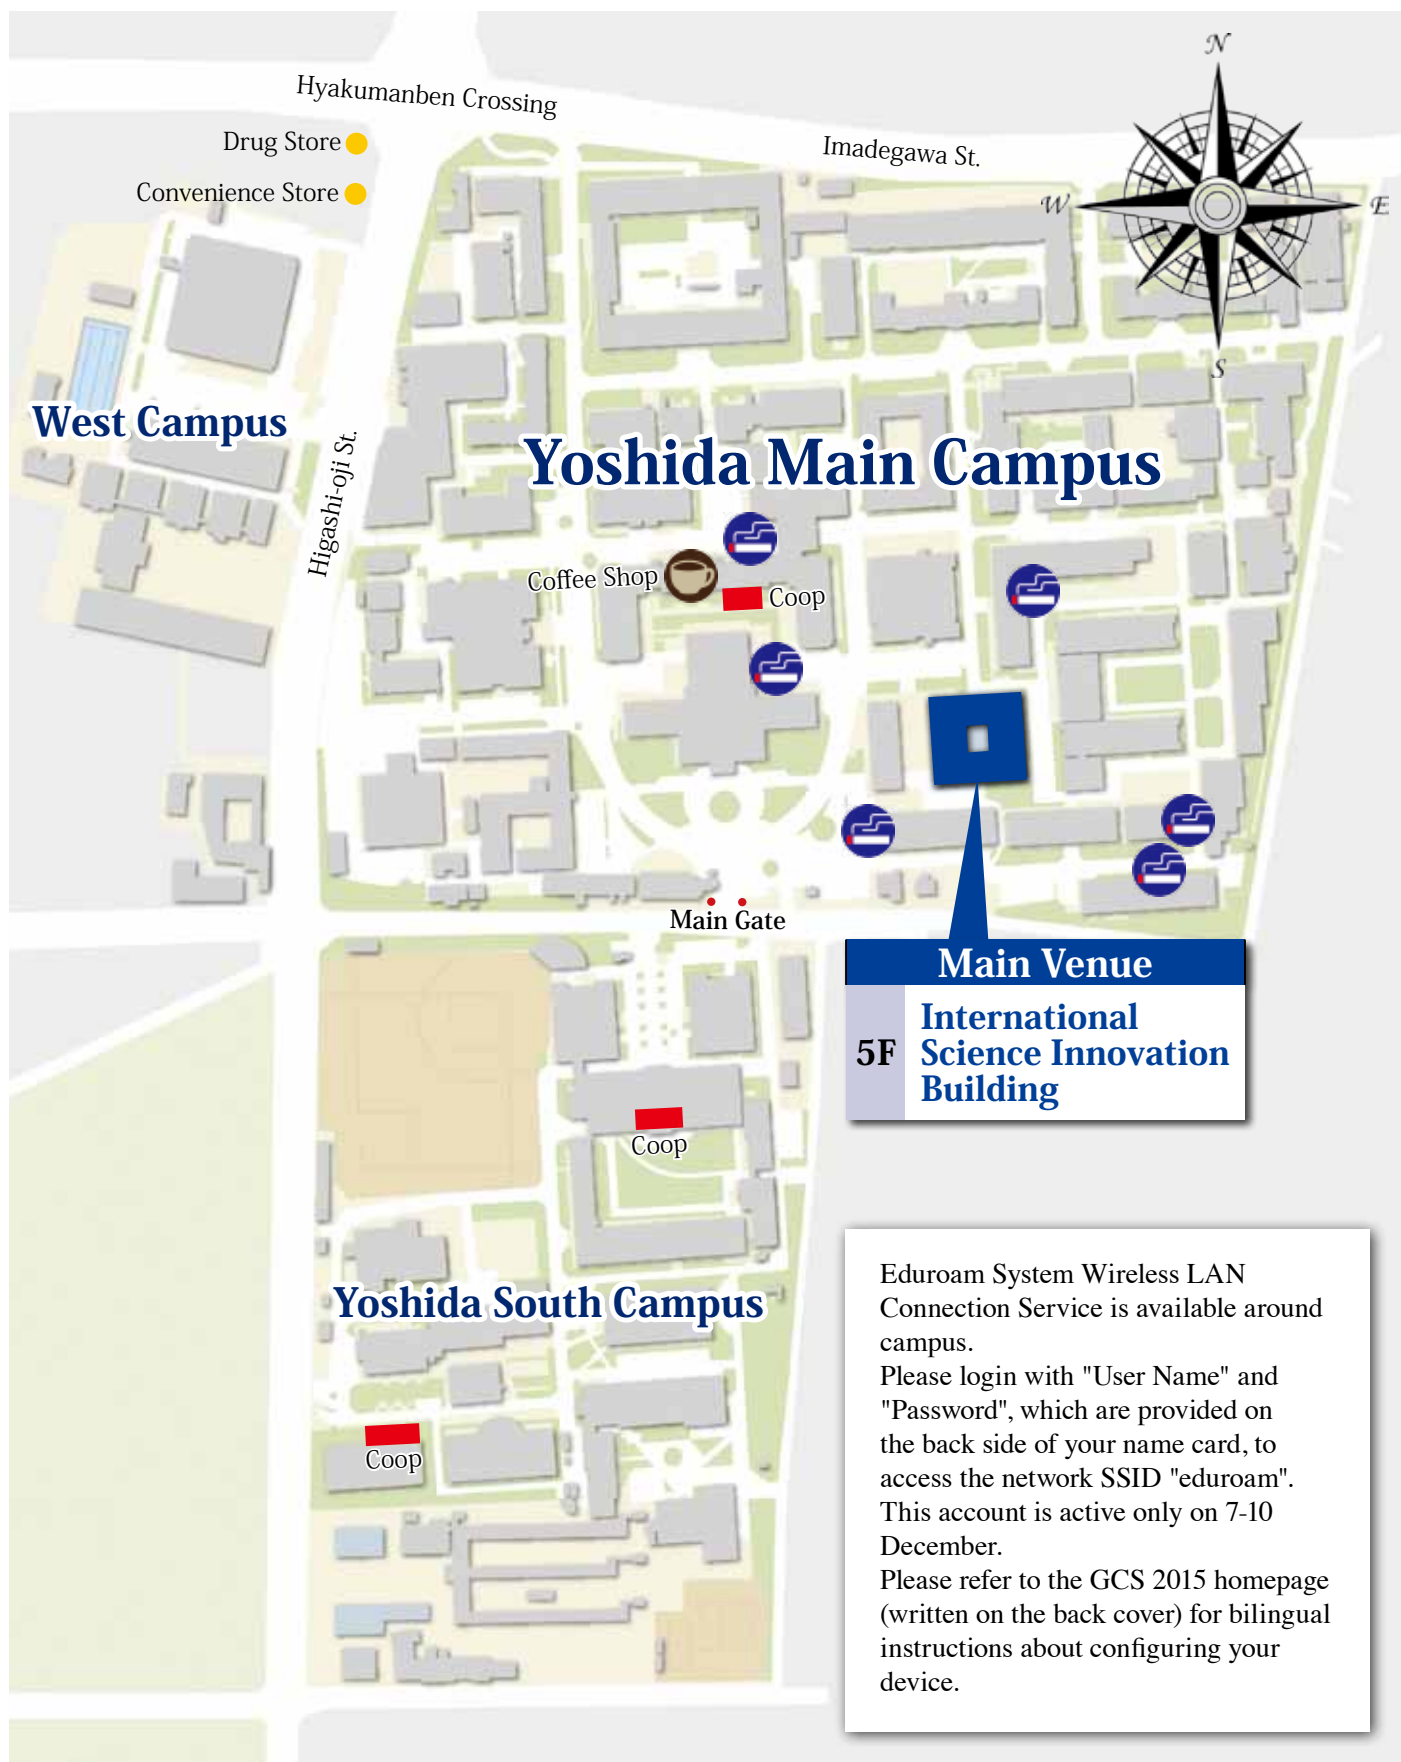 N
Hyakumanben Crossing
Drug Store
Imadegawa St.
Convenience Store
W
E
S
West Campus
Yoshida Main Campus
Higashi-oji St.
Coffee Shop
Coop
Main Gate
Main Venue
5F
International
Science Innovation
Building
Coop
Yoshida South Campus
Coop
Eduroam System Wireless LAN
Connection Service is available around
campus.
Please login with "User Name" and
"Password", which are provided on
the back side of your name card, to
access the network SSID "eduroam".
This account is active only on 7-10
December.
Please refer to the GCS 2015 homepage
(written on the back cover) for bilingual
instructions about configuring your
device.